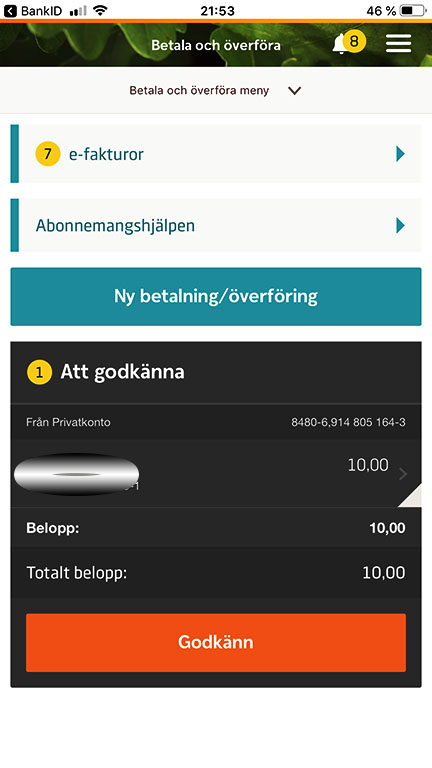 BankID 21:53 46 %
Betala och överföra 8
Betala och överföra meny
7 e-fakturor
Abonnemangshjälpen
Ny betalning/överföring
1 Att godkänna
Från Privatkonto 8480-6,914 805 164-3
10,00
-1
Belopp: 10,00
Totalt belopp: 10,00
Godkänn